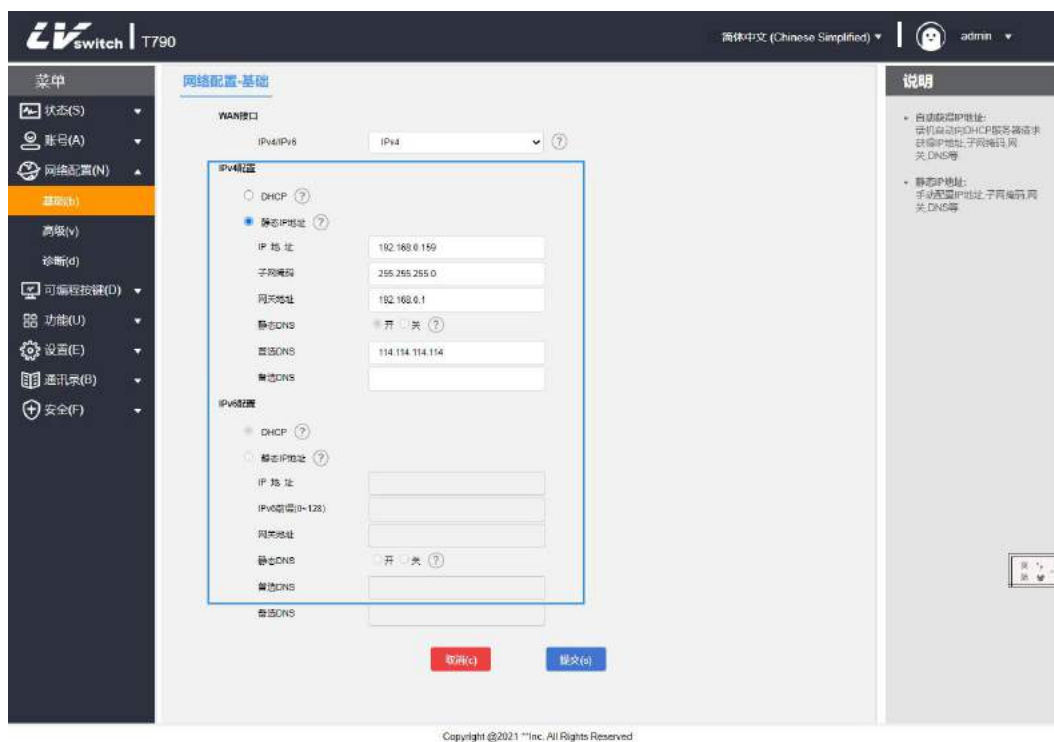 LVswitch T790
简体中文 (Chinese Simplified)
admin
菜单
状态(S)
账号(A)
网络配置(N)
基础(b)
高级(v)
诊断(d)
可编程按键(D)
功能(U)
设置(E)
通讯录(B)
安全(F)
网络配置-基础
WAN接口
IPv4/IPv6 IPv4 ?
IPv4配置
DHCP ?
静态IP地址 ?
IP 地 址 192.168.0.159
子网掩码 255.255.255.0
网关地址 192.168.0.1
静态DNS 开 关 ?
首选DNS 114.114.114.114
备选DNS
IPv6配置
DHCP ?
静态IP地址 ?
IP 地 址
IPv6前缀(0~128)
网关地址
静态DNS 开 关 ?
首选DNS
备选DNS
取消(c) 提交(s)
说明
自动获得IP地址:
话机自动向DHCP服务器请求
获得IP地址,子网掩码,网
关,DNS等
静态IP地址:
手动配置IP地址,子网掩码,网
关,DNS等
Copyright @2021 **Inc. All Rights Reserved